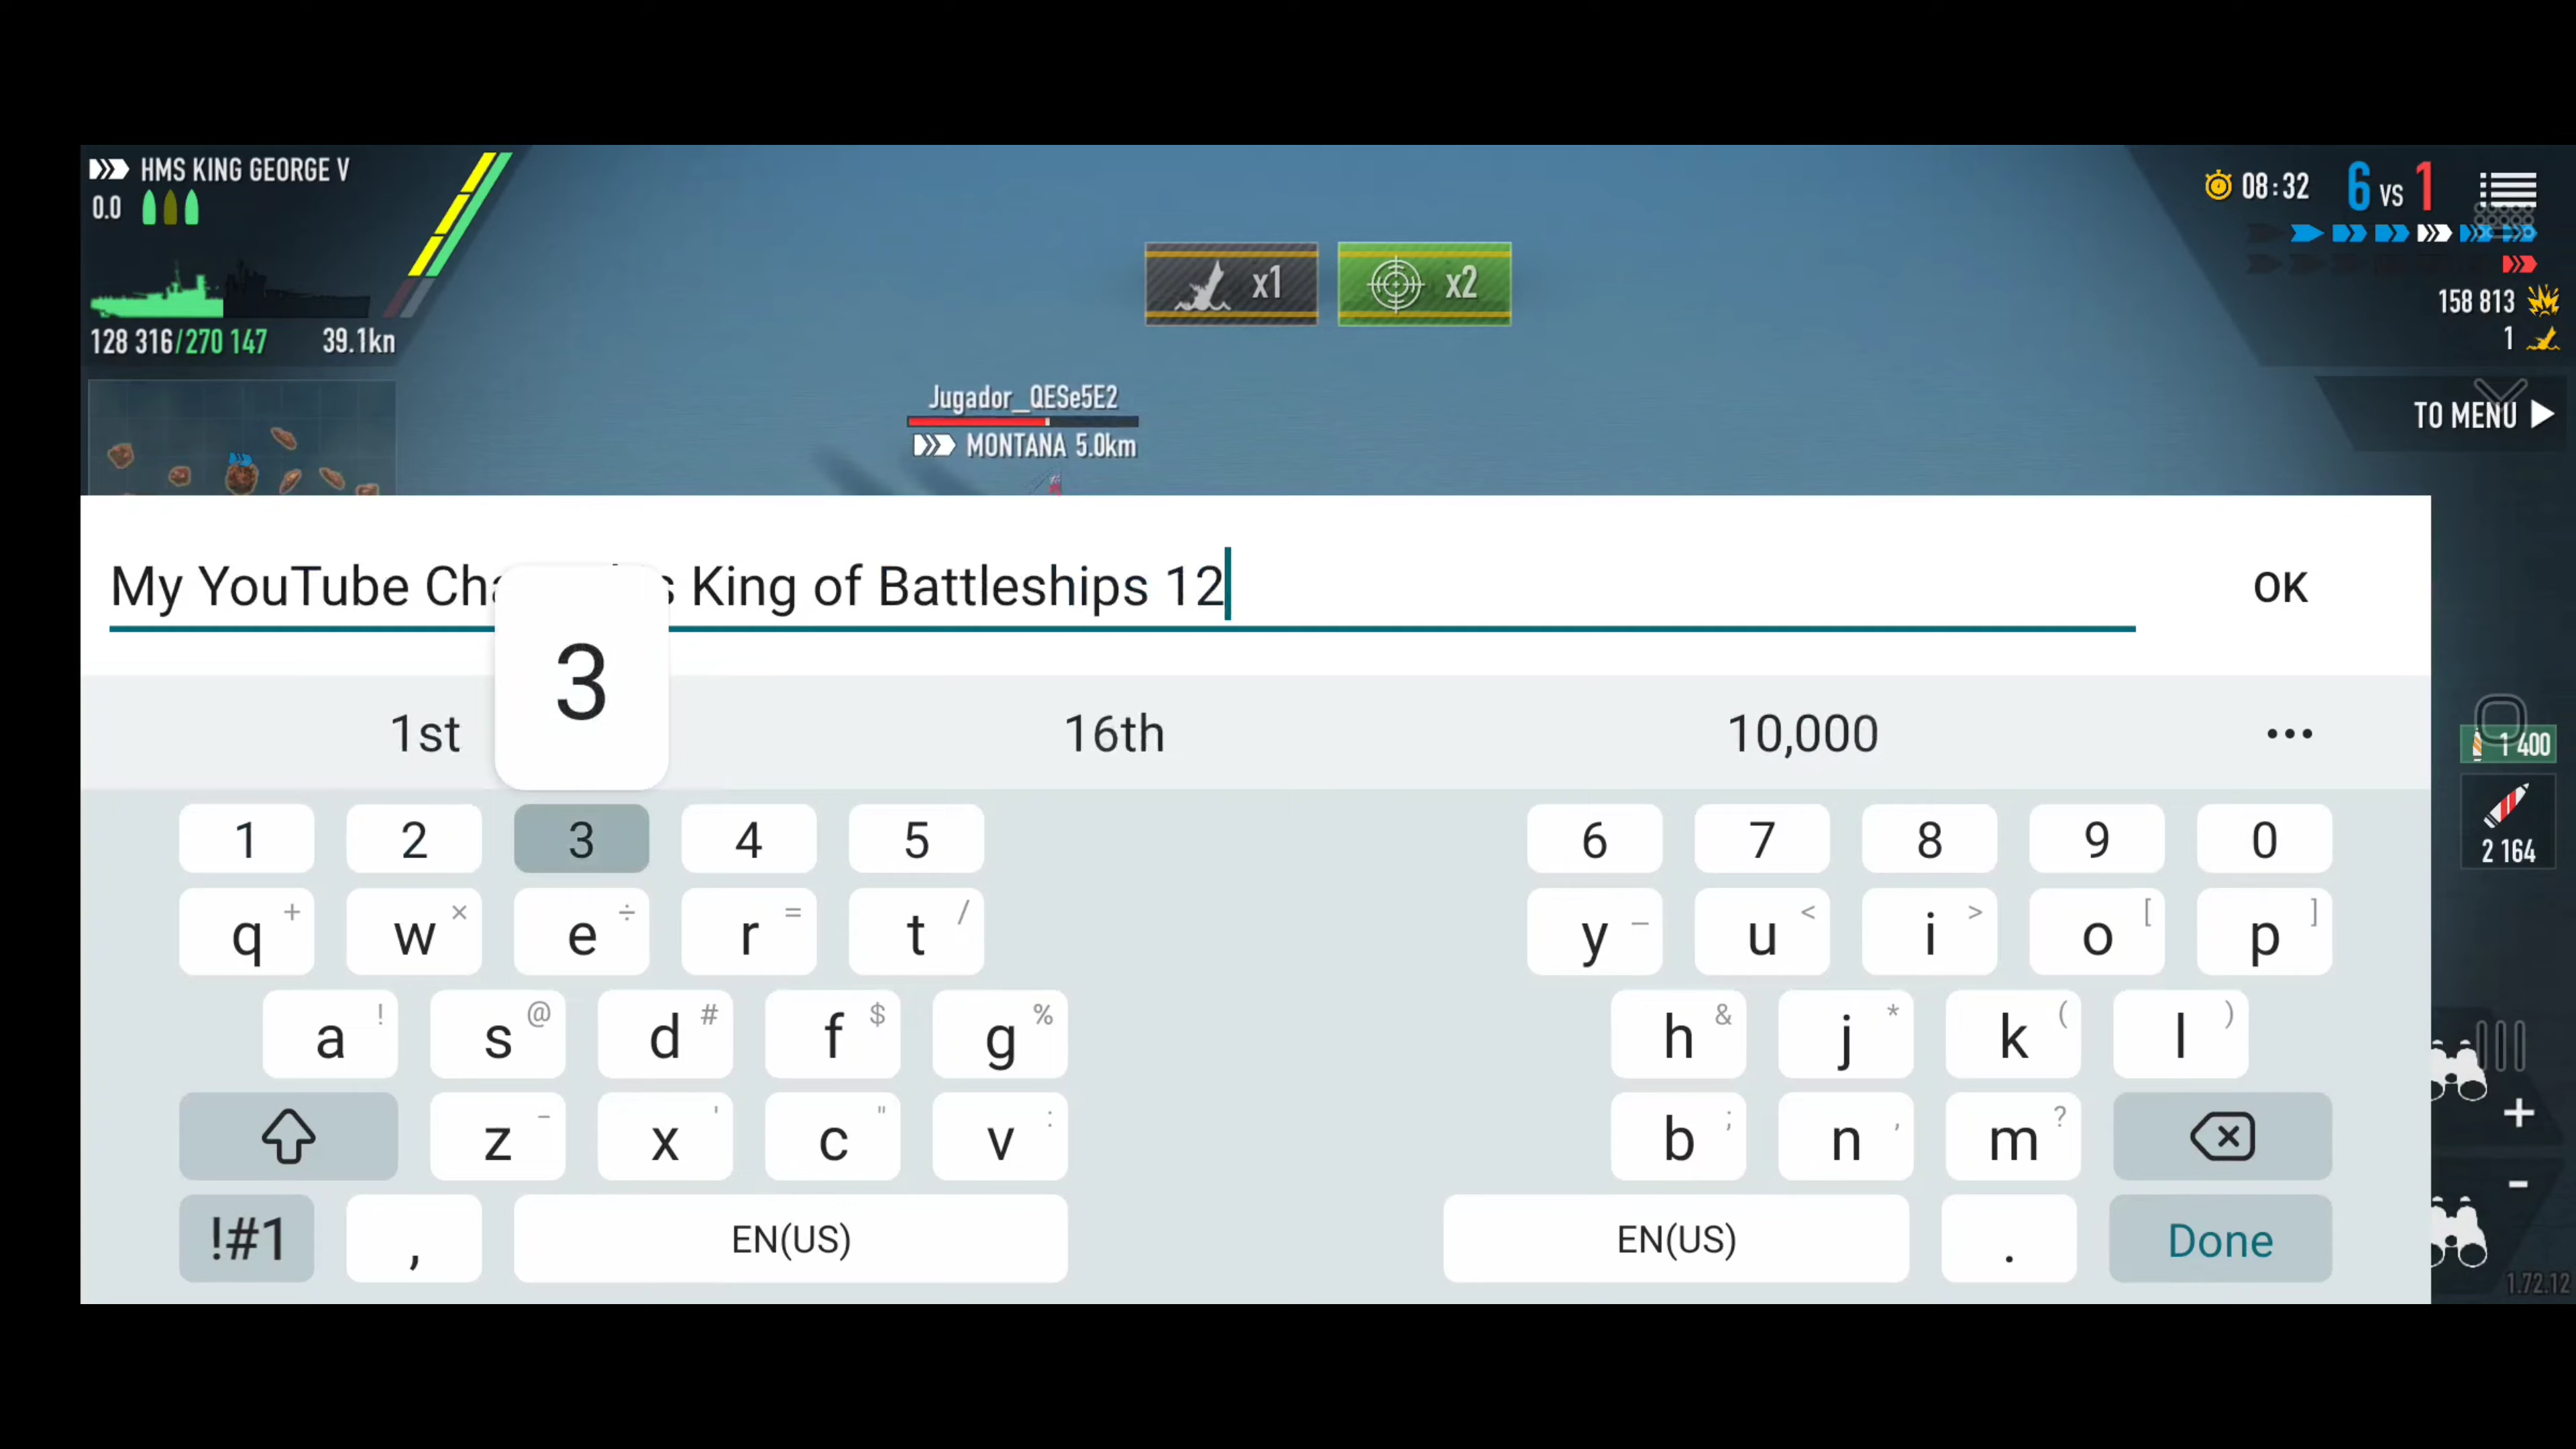 HMS KING GEORGE V
0.0
128 316/270 147 39.1kn
x1 x2
08:32 6 vs 1
158 813
1
TO MENU
Jugador_QESe5E2
MONTANA 5.0km
My YouTube King of Battleships 12
OK
3
1st 16th 10,000 •••
1 400
2 164
1 2 3 4 5 6 7 8 9 0
q + w × e ÷ r = t / y _ u < i > o [ p ]
a ! s @ d # f $ g % h & j * k ( l )
z - x ' c " v : b ; n , m ?
!#1 , EN(US) EN(US) . Done
+
-
1.72.12